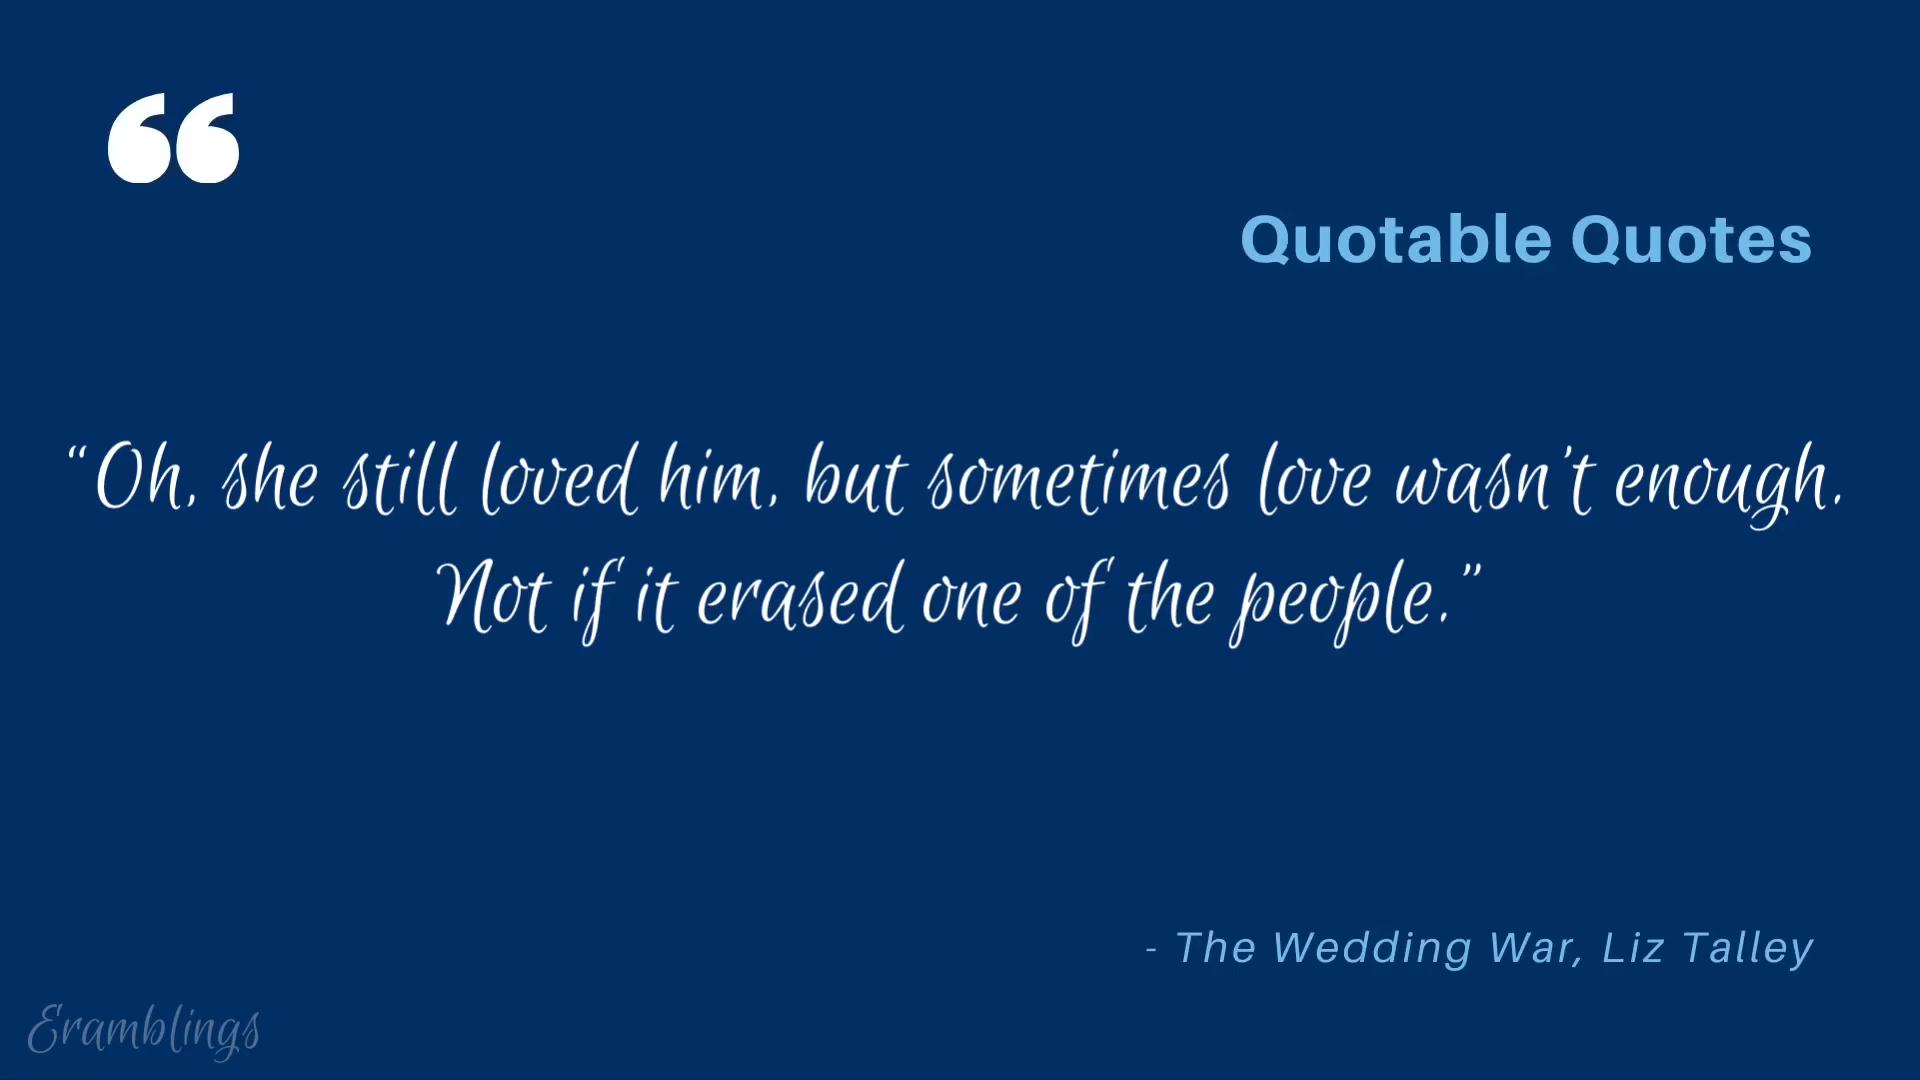 “
Quotable Quotes
“Oh, she still loved him, but sometimes love wasn’t enough.
Not if it erased one of the people.”
- The Wedding War, Liz Talley
Eramblings